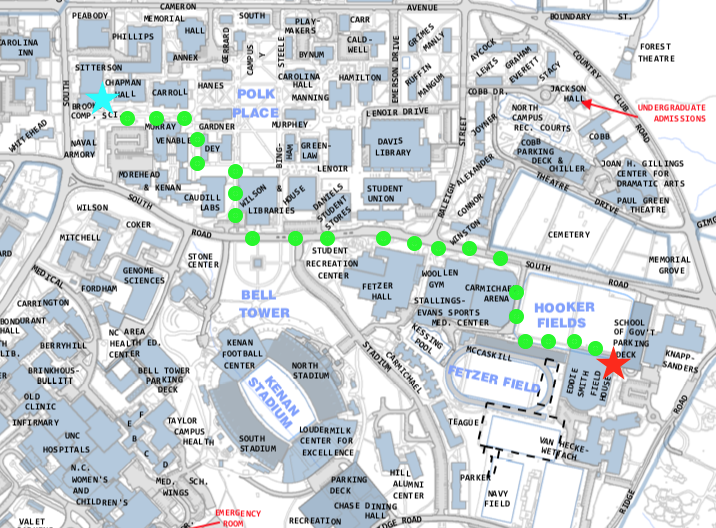 CAMERON
AVENUE
BOUNDARY ST.
PEABODY
MEMORIAL
HALL
SOUTH
PLAY-
MAKERS
CARR
CAROLINA
INN
PHILLIPS
GERRARD
CAMPUS
Y
STEELE
BYNUM
CALD-
WELL
EMERSON DRIVE
GRIMES
MANLY
AYCOCK
LEWIS
GRAHAM
EVERETT
STACY
COUNTRY
CLUB
ROAD
FOREST
THEATRE
SITTERSON
ANNEX
SOUTH
CHAPMAN
HALL
CARROLL
HANES
CAROLINA
HALL
HAMILTON
MANNING
RUFFIN
MANGUM
COBB DR.
JACKSON
HALL
UNDERGRADUATE
ADMISSIONS
POLK
PLACE
COMP. SCI
MURRAY
GARDNER
MURPHEY
LENOIR DRIVE
STREET
JOYNER
NORTH
CAMPUS
REC. COURTS
COBB
WHITEHEAD
NAVAL
ARMORY
VENABLE
DEY
BING-
HAM
GREEN-
LAW
DAVIS
LIBRARY
COBB
PARKING
DECK &
CHILLER
JOAN H. GILLINGS
CENTER FOR
DRAMATIC ARTS
MOREHEAD
& KENAN
LENOIR
ALEXANDER
RALEIGH
THEATRE
DRIVE
PAUL GREEN
THEATRE
CAUDILL
LABS
WILSON
LIBRARIES
&
HOUSE
DANIELS
STUDENT
STORES
STUDENT
UNION
CONNOR
WINSTON
SOUTH
ROAD
WILSON
COKER
MITCHELL
CEMETERY
STONE
CENTER
STUDENT
RECREATION
CENTER
SOUTH
ROAD
MEMORIAL
GROVE
MEDICAL
GENOME
SCIENCES
FORDHAM
FETZER
HALL
WOOLLEN
GYM
CARMICHAEL
ARENA
BELL
TOWER
STALLINGS-
EVANS SPORTS
MED. CENTER
HOOKER
FIELDS
CARRINGTON
BONDURANT
HALL
LIB.
BERRYHILL
NC AREA
HEALTH ED.
CENTER
KENAN
FOOTBALL
CENTER
STADIUM
KESSING
POOL
MCCASKILL
SCHOOL
OF GOV'T
PARKING
DECK
KNAPP-
SANDERS
BRINKHOUS-
BULLITT
BELL TOWER
PARKING
DECK
NORTH
STADIUM
KENAN
STADIUM
CARMICHAEL
FETZER FIELD
EDDIE
SMITH
FIELD
HOUSE
ROAD
OLD
CLINIC
INFIRMARY
F
E
B
C
D
TAYLOR
CAMPUS
HEALTH
SOUTH
STADIUM
LOUDERMILK
CENTER FOR
EXCELLENCE
TEAGUE
VAN HECKE-
WETTACH
UNC
HOSPITALS
N.C.
WOMEN'S
AND
CHILDREN'S
MED.
WINGS
SCH.
PARKING
DECK
HILL
ALUMNI
CENTER
PARKER
NAVY
FIELD
RIDGE
VALET
EMERGENCY
ROOM
CHASE DINING
HALL
RECREATION
ROAD